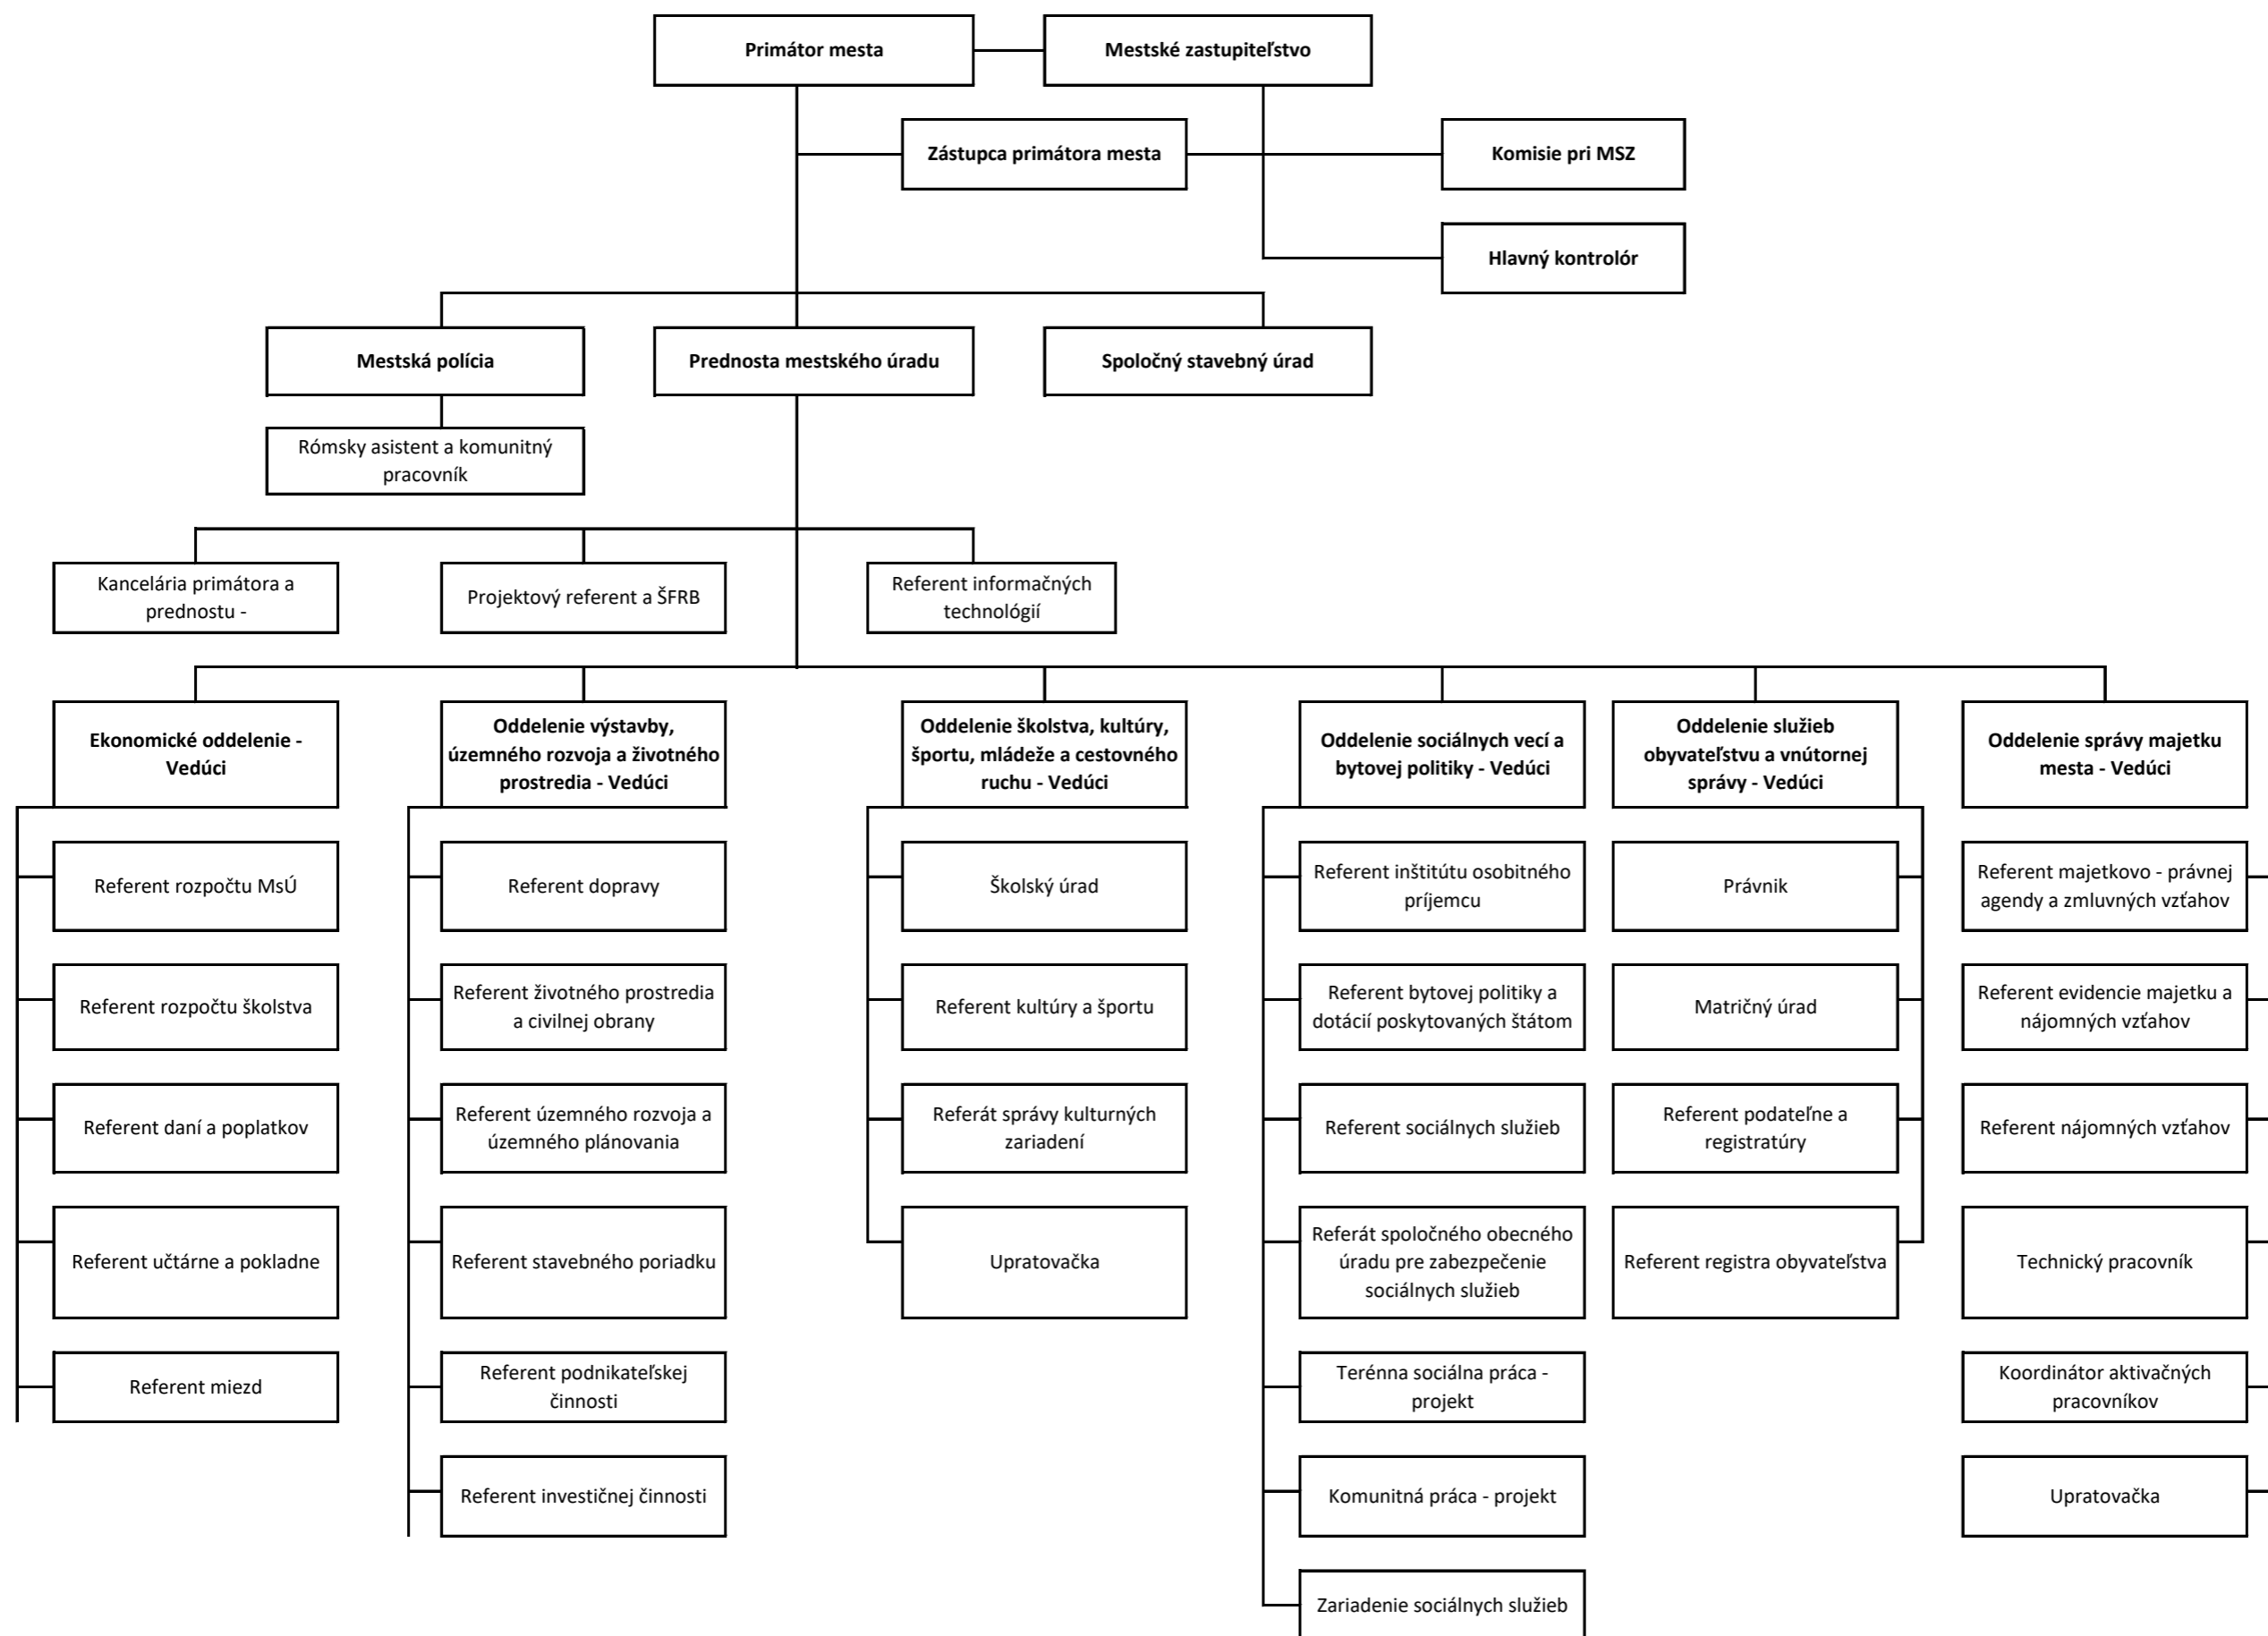 Primátor mesta
Mestské zastupiteľstvo
Zástupca primátora mesta
Komisie pri MSZ
Hlavný kontrolór
Mestská polícia
Prednosta mestského úradu
Spoločný stavebný úrad
Rómsky asistent a komunitný
pracovník
Kancelária primátora a
prednostu -
Projektový referent a ŠFRB
Referent informačných
technológií
Ekonomické oddelenie -
Vedúci
Oddelenie výstavby,
územného rozvoja a životného
prostredia - Vedúci
Oddelenie školstva, kultúry,
športu, mládeže a cestovného
ruchu - Vedúci
Oddelenie sociálnych vecí a
bytovej politiky - Vedúci
Oddelenie služieb
obyvateľstvu a vnútornej
správy - Vedúci
Oddelenie správy majetku
mesta - Vedúci
Referent rozpočtu MsÚ
Referent dopravy
Školský úrad
Referent inštitútu osobitného
príjemcu
Právnik
Referent majetkovo - právnej
agendy a zmluvných vzťahov
Referent rozpočtu školstva
Referent životného prostredia
a civilnej obrany
Referent kultúry a športu
Referent bytovej politiky a
dotácií poskytovaných štátom
Matričný úrad
Referent evidencie majetku a
nájomných vzťahov
Referent daní a poplatkov
Referent územného rozvoja a
územného plánovania
Referát správy kulturných
zariadení
Referent sociálnych služieb
Referent podateľne a
registratúry
Referent nájomných vzťahov
Referent učtárne a pokladne
Referent stavebného poriadku
Upratovačka
Referát spoločného obecného
úradu pre zabezpečenie
sociálnych služieb
Referent registra obyvateľstva
Technický pracovník
Referent miezd
Referent podnikateľskej
činnosti
Terénna sociálna práca -
projekt
Koordinátor aktivačných
pracovníkov
Referent investičnej činnosti
Komunitná práca - projekt
Upratovačka
Zariadenie sociálnych služieb